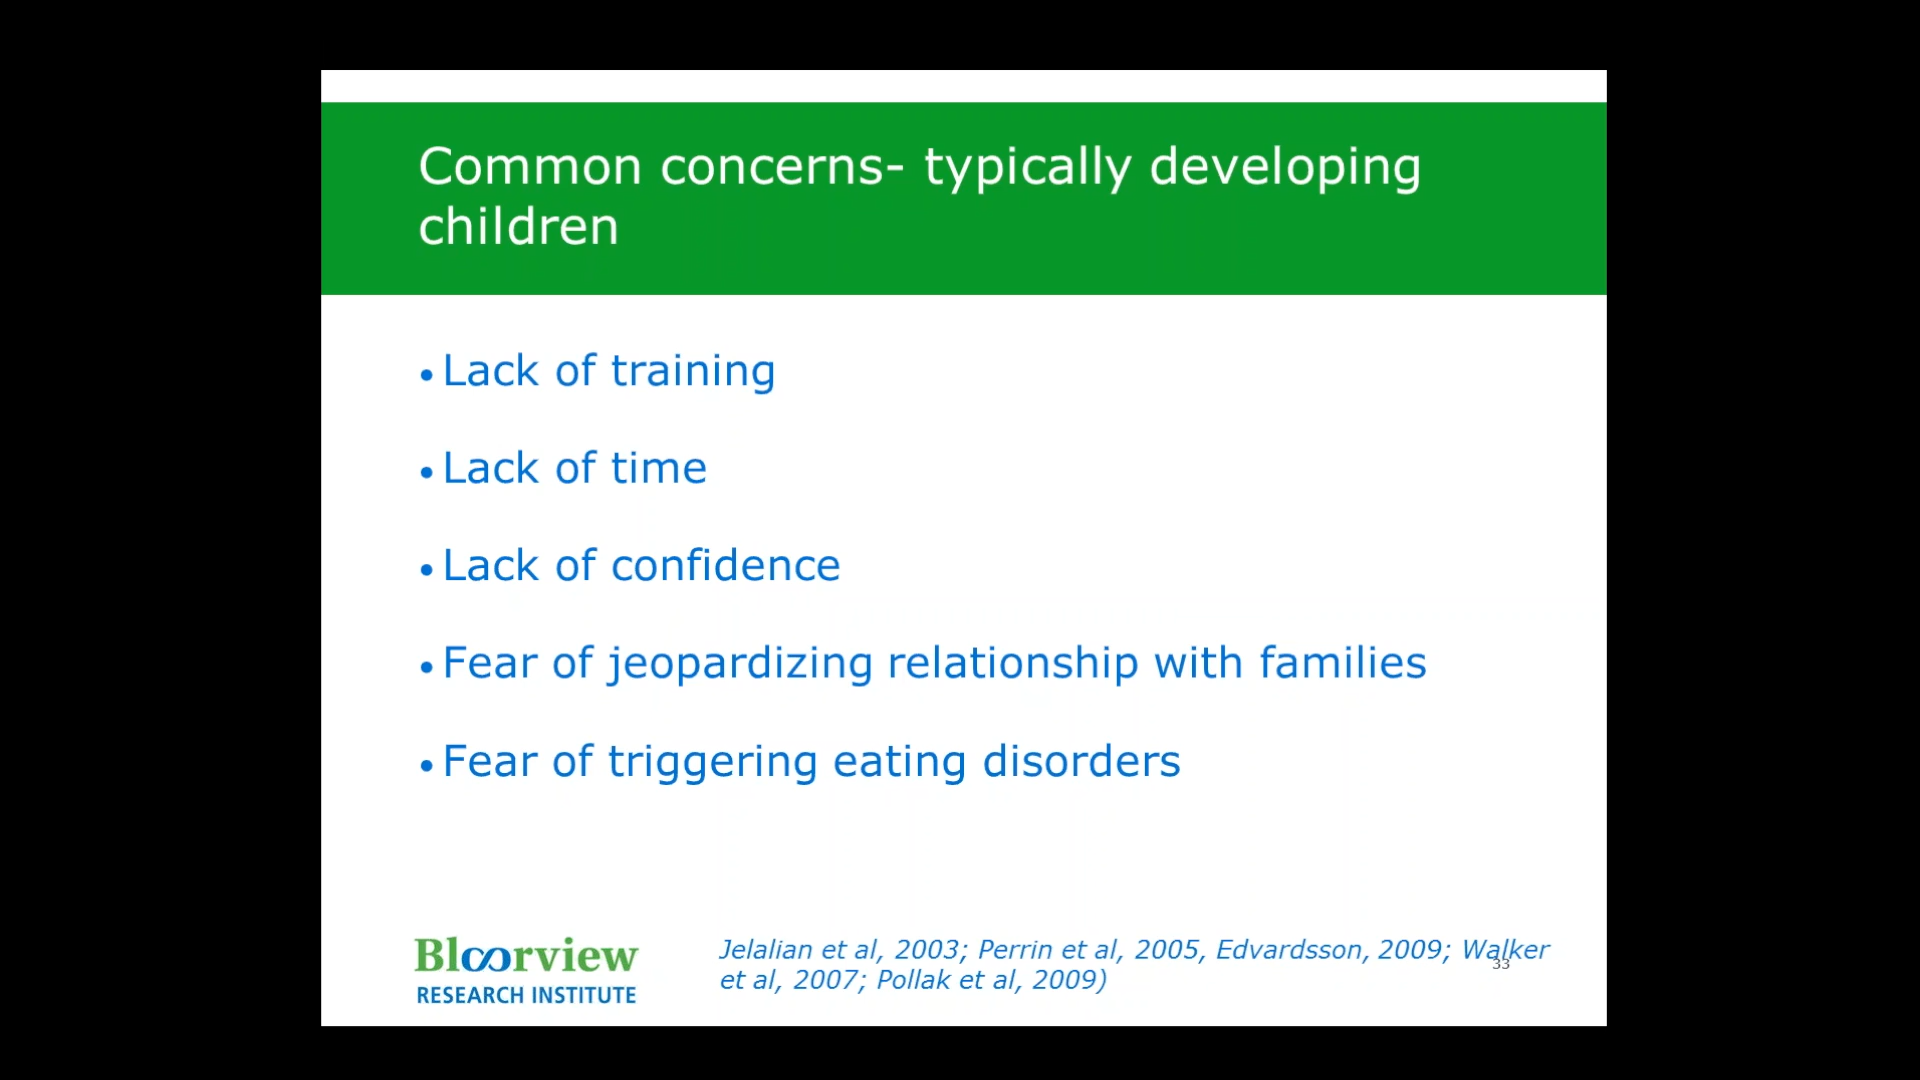 Common concerns- typically developing
children
• Lack of training
• Lack of time
• Lack of confidence
• Fear of jeopardizing relationship with families
• Fear of triggering eating disorders
Bloorview
RESEARCH INSTITUTE
Jelalian et al, 2003; Perrin et al, 2005, Edvardsson, 2009; Walker
et al, 2007; Pollak et al, 2009)
33